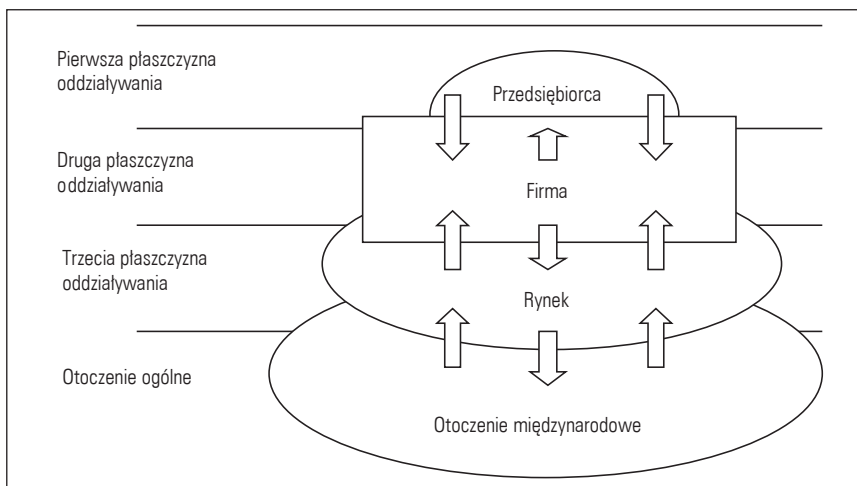 Pierwsza płaszczyzna
oddziaływania
Przedsiębiorca
Druga płaszczyzna
oddziaływania
Firma
Trzecia płaszczyzna
oddziaływania
Rynek
Otoczenie ogólne
Otoczenie międzynarodowe